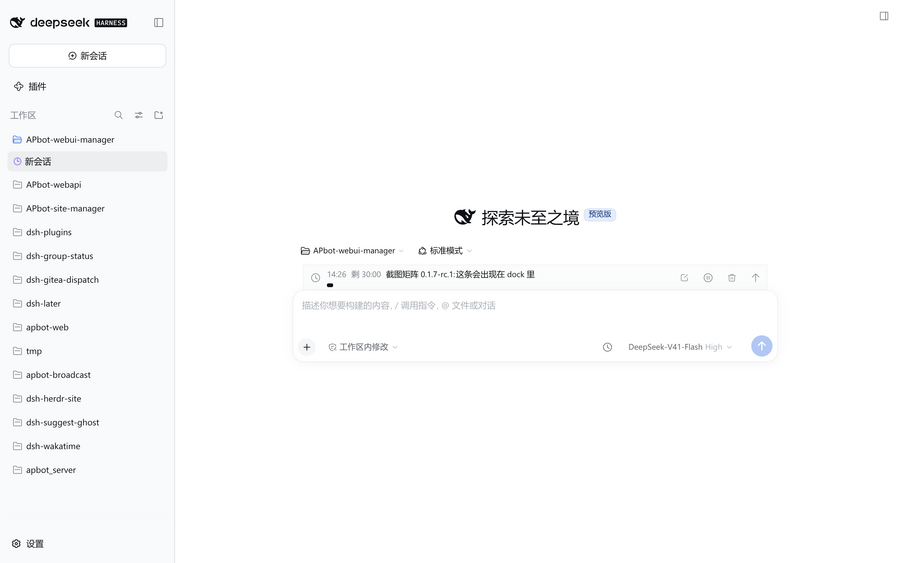 deepseek HARNESS
新会话
插件
工作区
APbot-webui-manager
新会话
APbot-webapi
APbot-site-manager
dsh-plugins
dsh-group-status
dsh-gitea-dispatch
dsh-later
apbot-web
tmp
apbot-broadcast
dsh-herdr-site
dsh-suggest-ghost
dsh-wakatime
apbot_server
设置
探索未至之境 预览版
APbot-webui-manager 标准模式
14:26 剩 30:00 截图矩阵 0.1.7-rc.1:这条会出现在 dock 里
描述你想要构建的内容, / 调用指令, @ 文件或对话
工作区内修改 DeepSeek-V41-Flash High